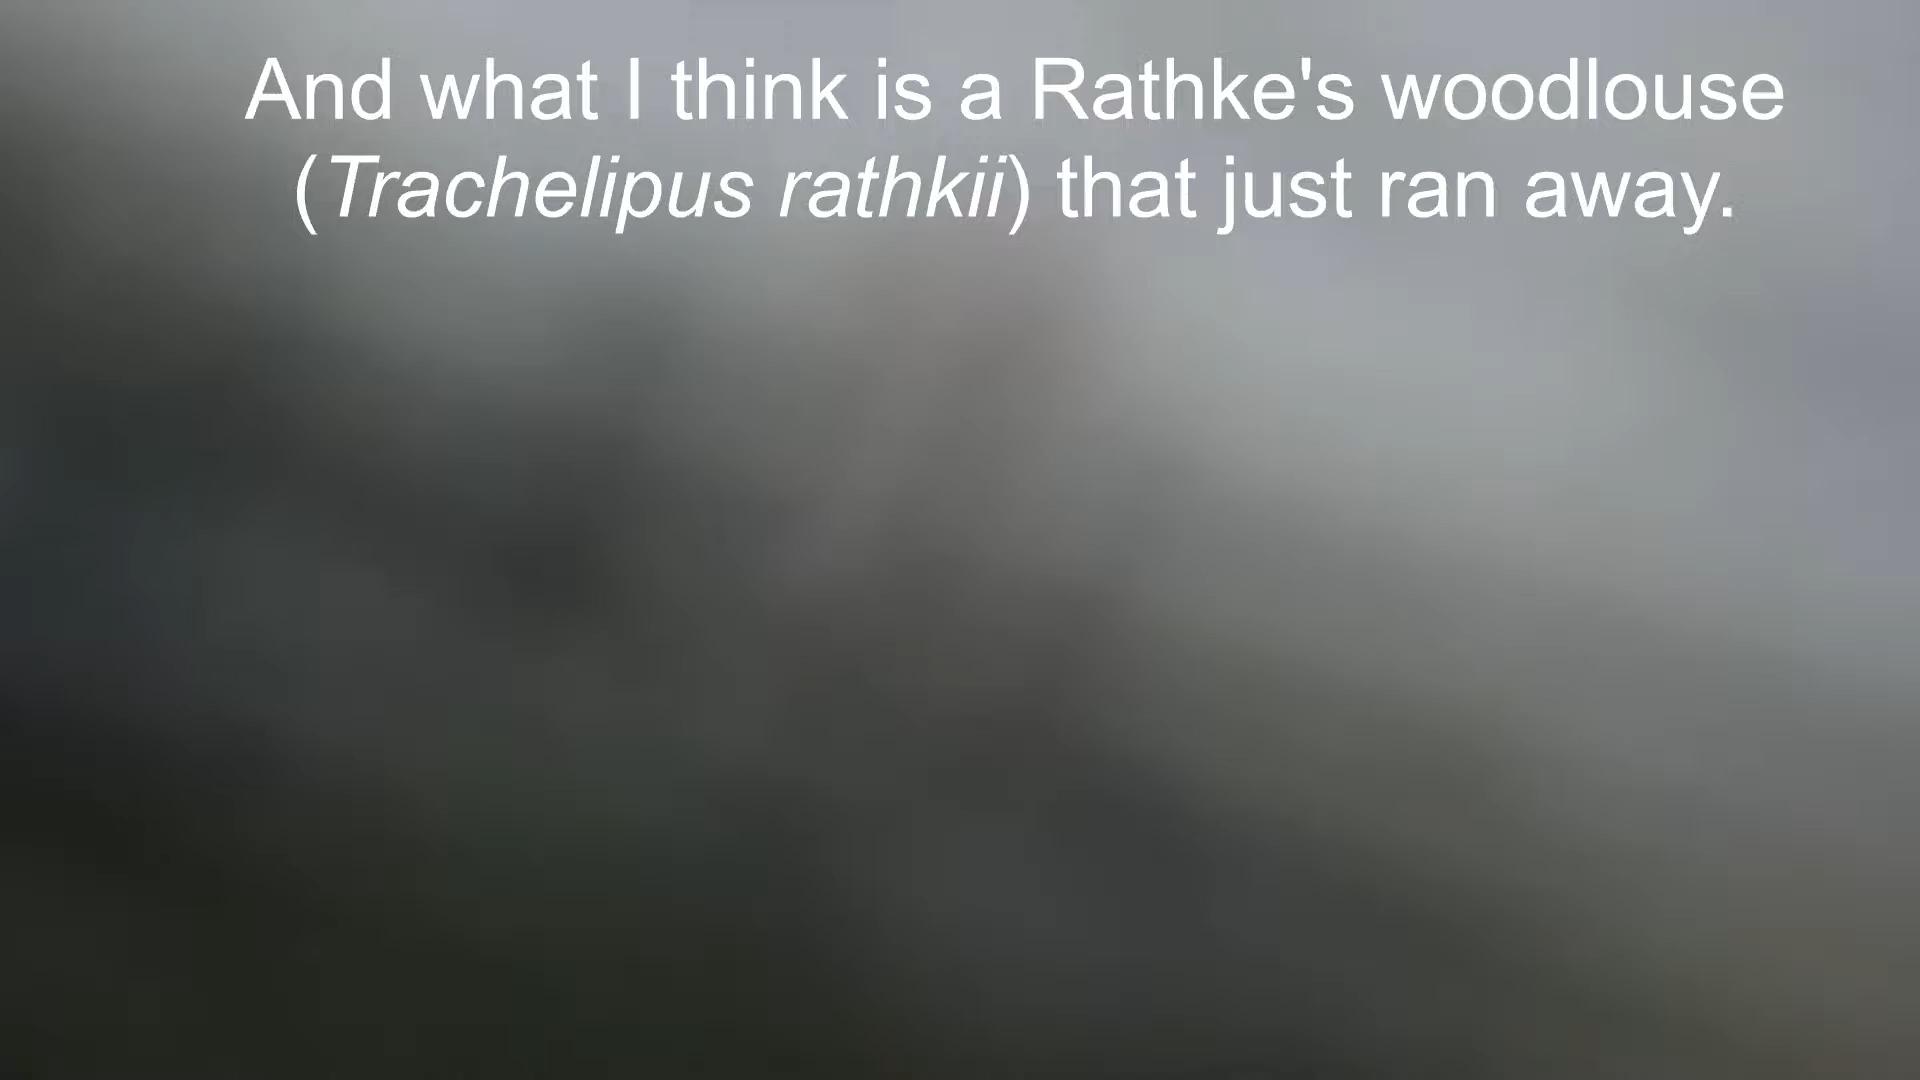 And what I think is a Rathke's woodlouse
(Trachelipus rathkii) that just ran away.